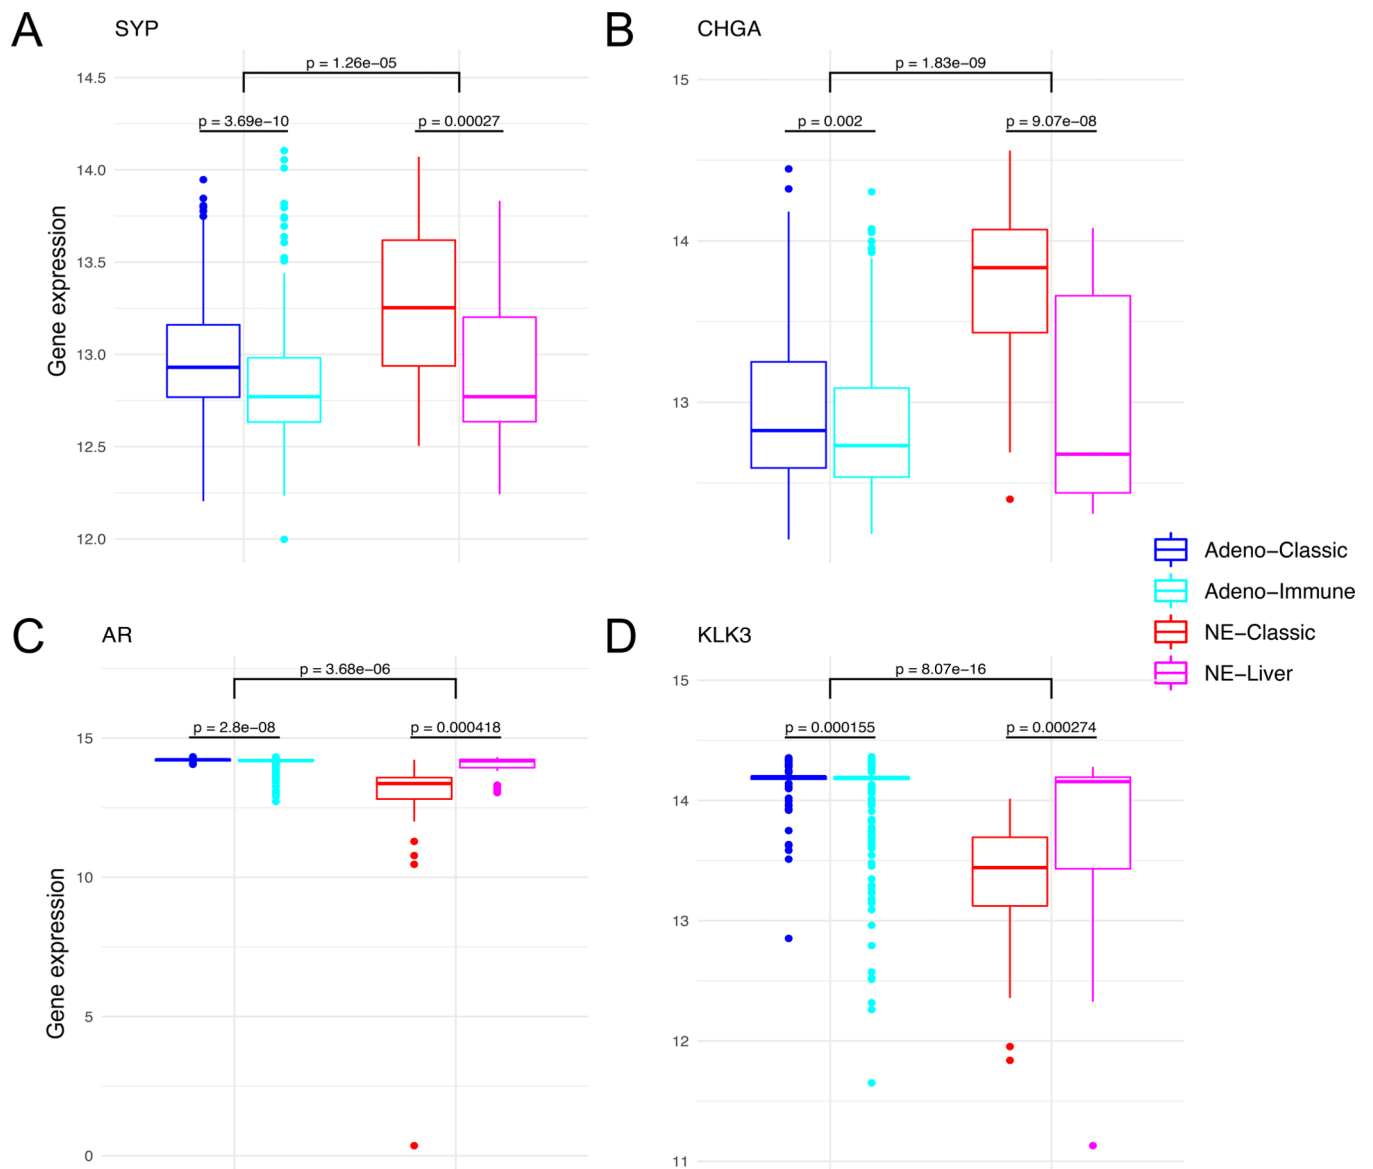 A
SYP
B
CHGA
p = 1.26e−05
p = 1.83e−09
14.5
15
p = 3.69e−10
p = 0.00027
p = 0.002
p = 9.07e−08
14.0
14
13.5
Gene expression
13.0
13
12.5
12.0
Adeno−Classic
Adeno−Immune
NE−Classic
NE−Liver
C
AR
D
KLK3
p = 3.68e−06
p = 8.07e−16
15
p = 2.8e−08
p = 0.000418
p = 0.000155
p = 0.000274
15
14
10
Gene expression
13
5
12
0
11